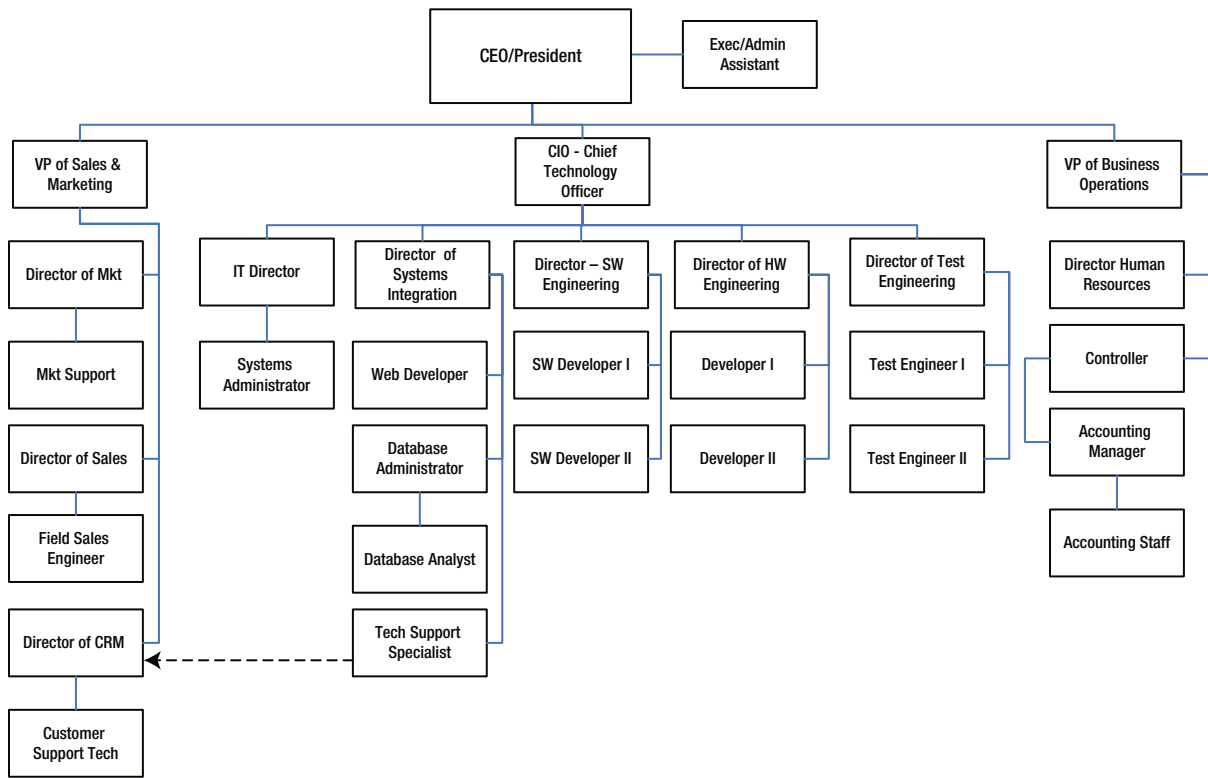 CEO/President
Exec/Admin
Assistant
VP of Sales &
Marketing
CIO - Chief
Technology
Officer
VP of Business
Operations
Director of Mkt
IT Director
Director of
Systems
Integration
Director – SW
Engineering
Director of HW
Engineering
Director of Test
Engineering
Director Human
Resources
Mkt Support
Systems
Administrator
Web Developer
SW Developer I
Developer I
Test Engineer I
Controller
Director of Sales
Database
Administrator
SW Developer II
Developer II
Test Engineer II
Accounting
Manager
Field Sales
Engineer
Database Analyst
Accounting Staff
Director of CRM
Tech Support
Specialist
Customer
Support Tech